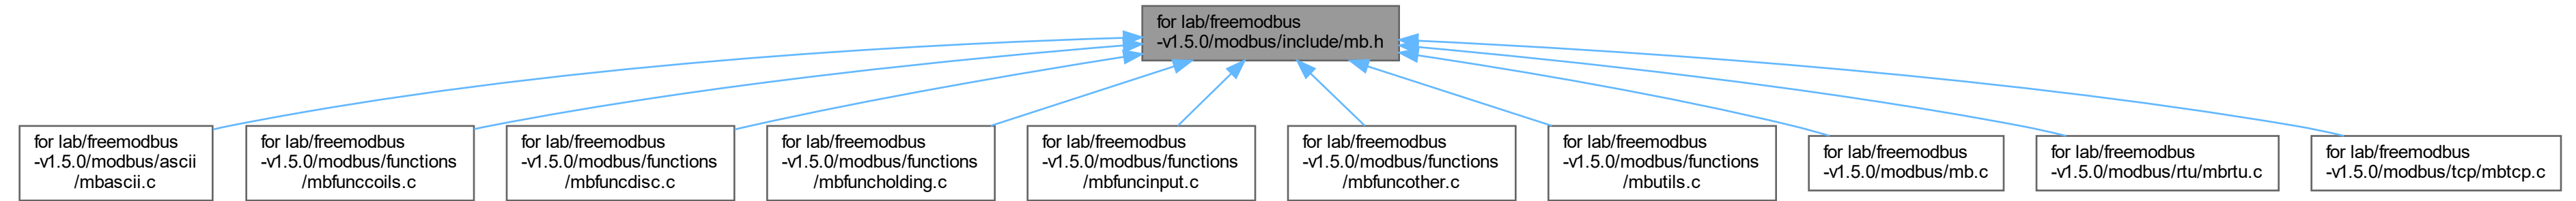 for lab/freemodbus
-v1.5.0/modbus/include/mb.h
for lab/freemodbus
-v1.5.0/modbus/ascii
/mbascii.c
for lab/freemodbus
-v1.5.0/modbus/functions
/mbfunccoils.c
for lab/freemodbus
-v1.5.0/modbus/functions
/mbfuncdisc.c
for lab/freemodbus
-v1.5.0/modbus/functions
/mbfuncholding.c
for lab/freemodbus
-v1.5.0/modbus/functions
/mbfuncinput.c
for lab/freemodbus
-v1.5.0/modbus/functions
/mbfuncother.c
for lab/freemodbus
-v1.5.0/modbus/functions
/mbutils.c
for lab/freemodbus
-v1.5.0/modbus/mb.c
for lab/freemodbus
-v1.5.0/modbus/rtu/mbrtu.c
for lab/freemodbus
-v1.5.0/modbus/tcp/mbtcp.c